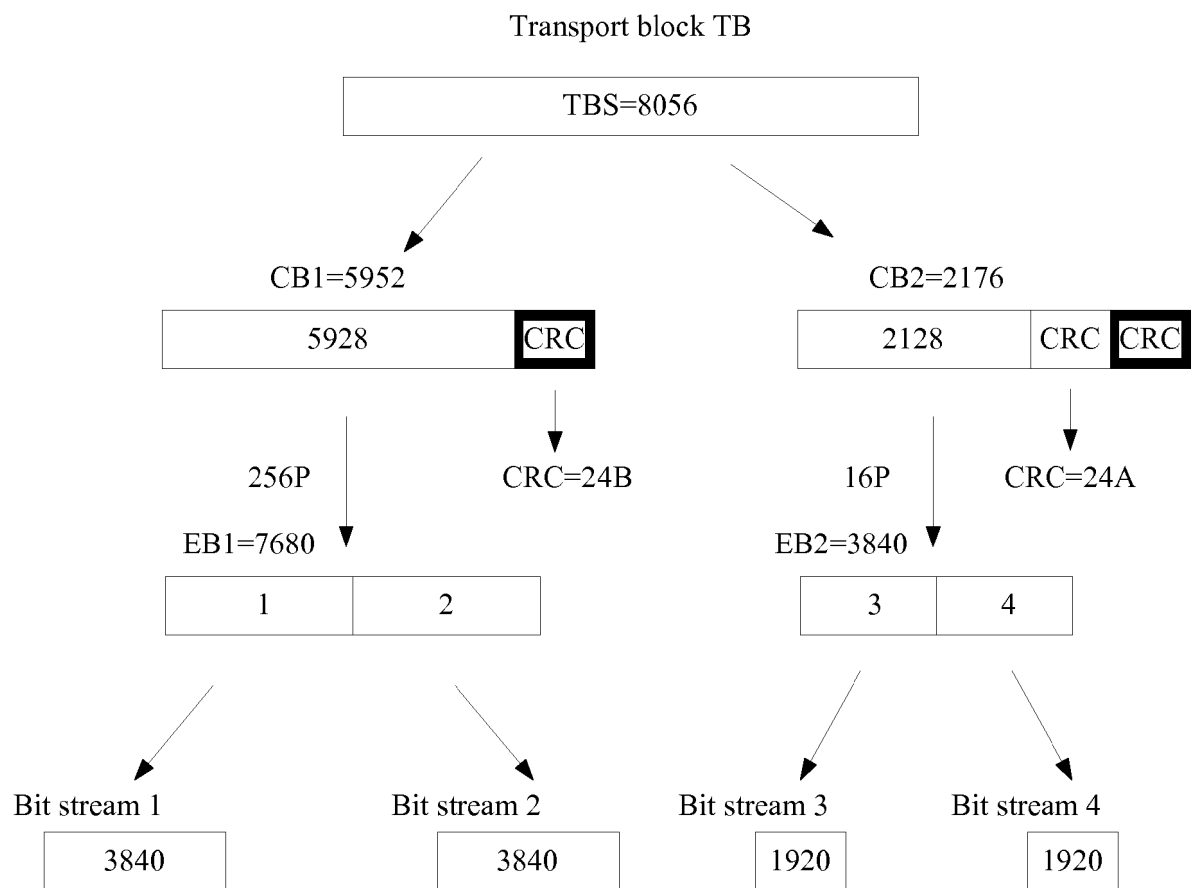 Transport block TB
TBS=8056
CB1=5952
CB2=2176
5928
CRC
2128
CRC
CRC
256P
CRC=24B
16P
CRC=24A
EB1=7680
EB2=3840
1
2
3
4
Bit stream 1
Bit stream 2
Bit stream 3
Bit stream 4
3840
3840
1920
1920